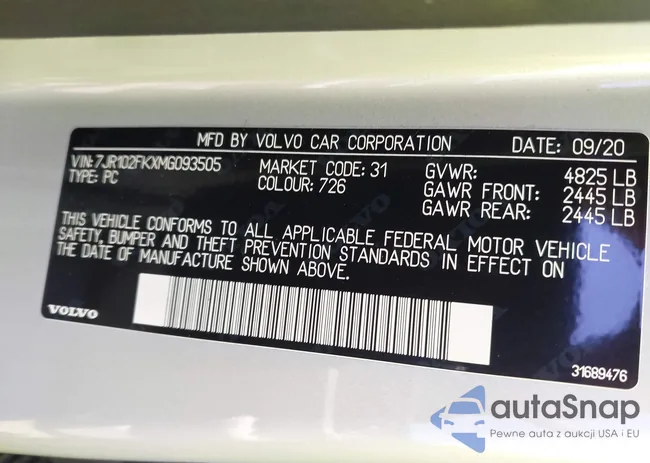 MFD BY VOLVO CAR CORPORATION DATE: 09/20
VIN: 7JR102FKXMG093505 MARKET CODE: 31 GVWR: 4825 LB
TYPE: PC COLOUR: 726 GAWR FRONT: 2445 LB
GAWR REAR: 2445 LB
THIS VEHICLE CONFORMS TO ALL APPLICABLE FEDERAL MOTOR VEHICLE
SAFETY, BUMPER AND THEFT PREVENTION STANDARDS IN EFFECT ON
THE DATE OF MANUFACTURE SHOWN ABOVE.
VOLVO
31689476
autaSnap
Pewne auta z aukcji USA i EU